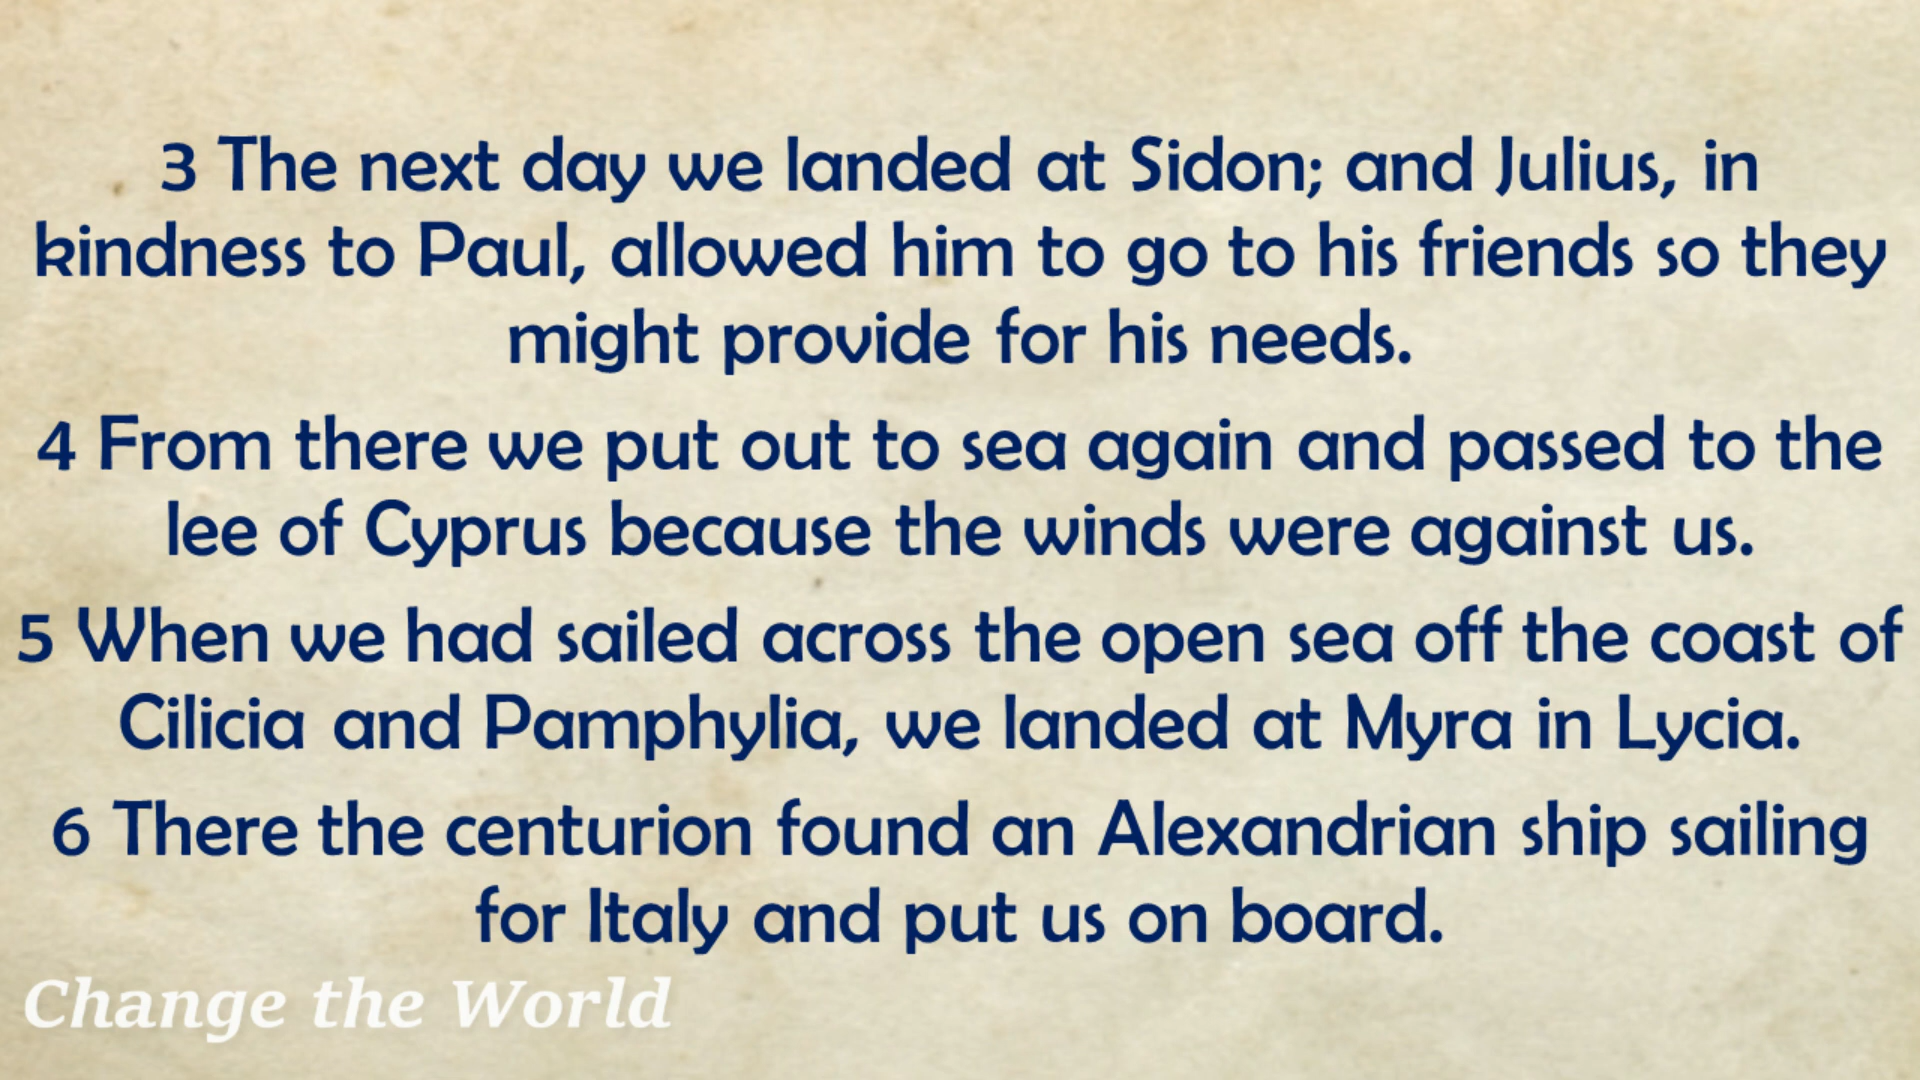 3 The next day we landed at Sidon; and Julius, in
kindness to Paul, allowed him to go to his friends so they
might provide for his needs.
4 From there we put out to sea again and passed to the
lee of Cyprus because the winds were against us.
5 When we had sailed across the open sea off the coast of
Cilicia and Pamphylia, we landed at Myra in Lycia.
6 There the centurion found an Alexandrian ship sailing
for Italy and put us on board.
Change the World